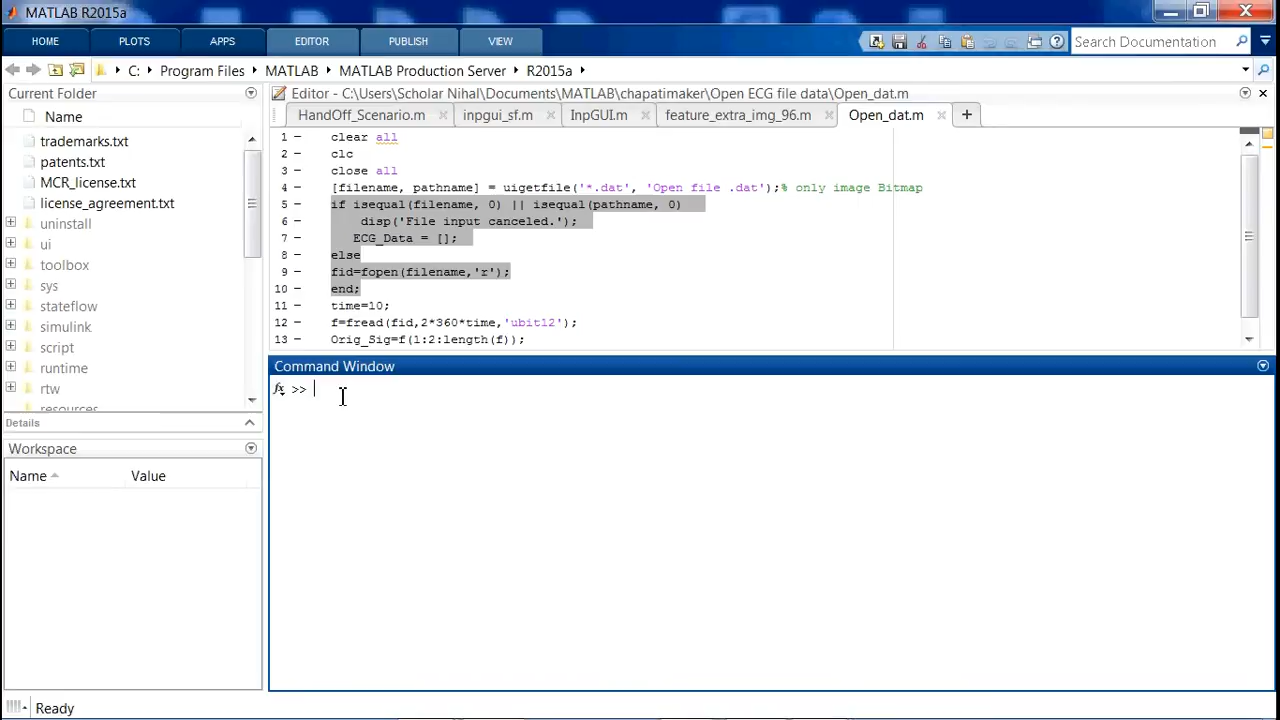 MATLAB R2015a
HOME PLOTS APPS EDITOR PUBLISH VIEW Search Documentation
C: Program Files MATLAB MATLAB Production Server R2015a
Current Folder
Name
trademarks.txt
patents.txt
MCR_license.txt
license_agreement.txt
uninstall
ui
toolbox
sys
stateflow
simulink
script
runtime
rtw
resources
Details
Workspace
Name Value
Editor - C:\Users\Scholar Nihal\Documents\MATLAB\chapatimaker\Open ECG file data\Open_dat.m
HandOff_Scenario.m inpgui_sf.m InpGUI.m feature_extra_img_96.m Open_dat.m
1 clear all
2 clc
3 close all
4 [filename, pathname] = uigetfile('*.dat', 'Open file .dat');% only image Bitmap
5 if isequal(filename, 0) || isequal(pathname, 0)
6 disp('File input canceled.');
7 ECG_Data = [];
8 else
9 fid=fopen(filename,'r');
10 end;
11 time=10;
12 f=fread(fid,2*360*time,'ubit12');
13 Orig_Sig=f(1:2:length(f));
Command Window
fx >>
Ready